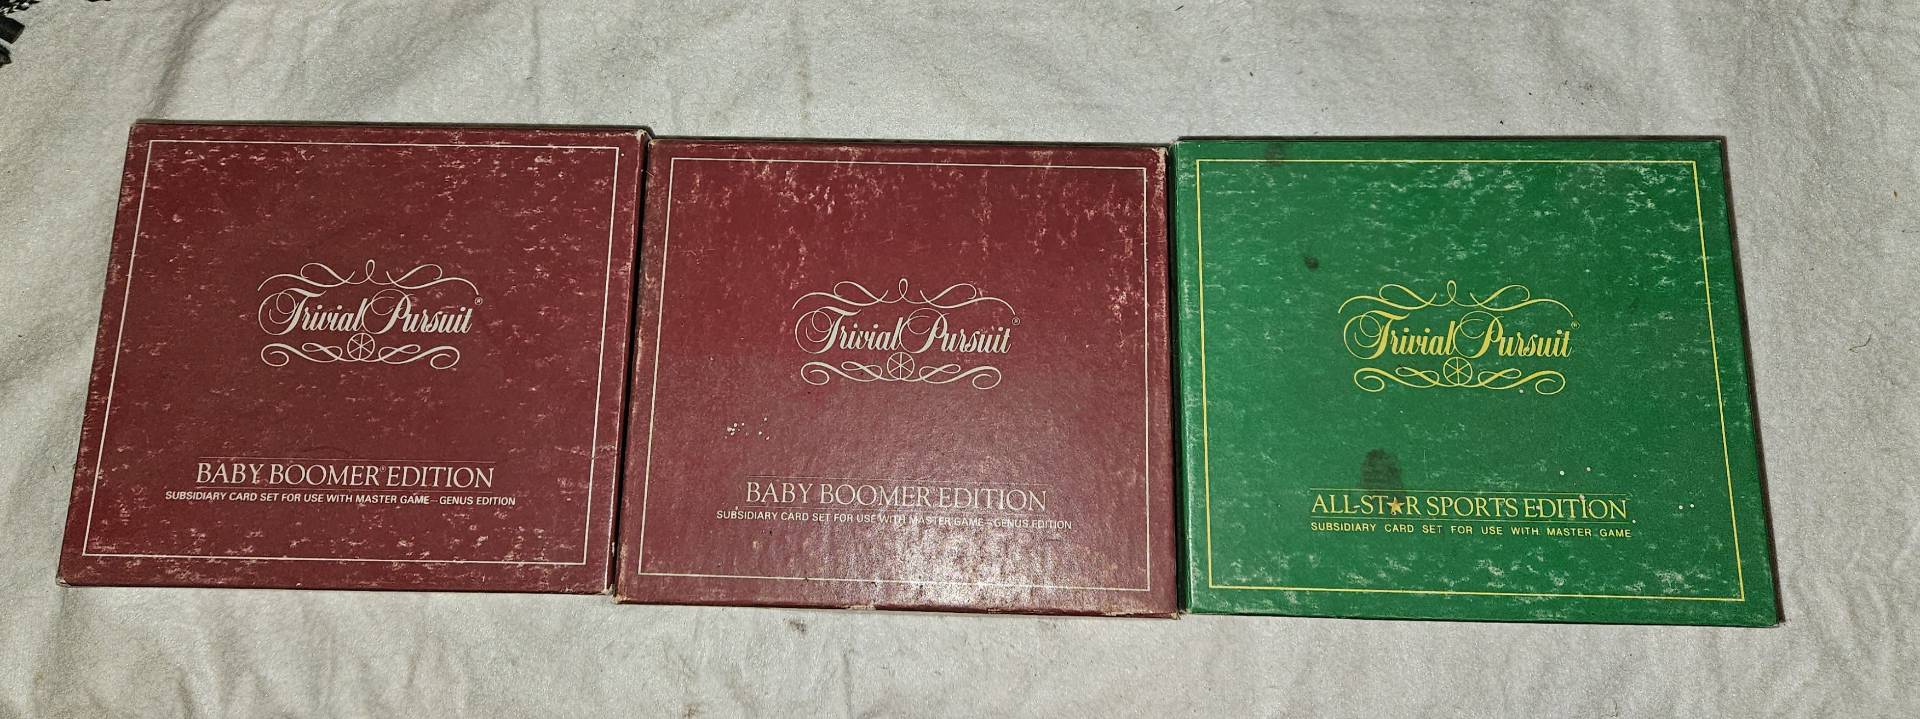 Trivial Pursuit®
BABY BOOMER® EDITION
SUBSIDIARY CARD SET FOR USE WITH MASTER GAME—GENUS EDITION
Trivial Pursuit®
BABY BOOMER EDITION
SUBSIDIARY CARD SET FOR USE WITH MASTER GAME—GENUS EDITION
Trivial Pursuit®
ALL-ST★R SPORTS EDITION
SUBSIDIARY CARD SET FOR USE WITH MASTER GAME